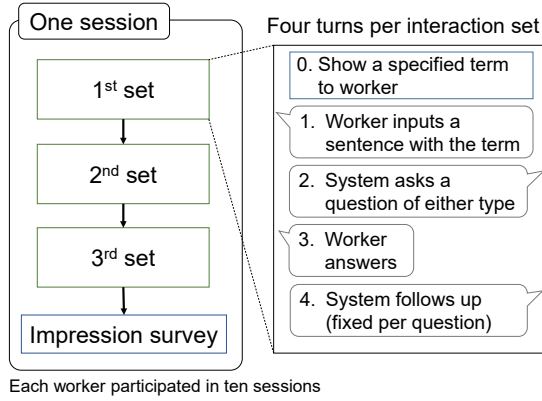 One session
1st set
2nd set
3rd set
Impression survey
Each worker participated in ten sessions
Four turns per interaction set
0. Show a specified term
to worker
1. Worker inputs a
sentence with the term
2. System asks a
question of either type
3. Worker
answers
4. System follows up
(fixed per question)